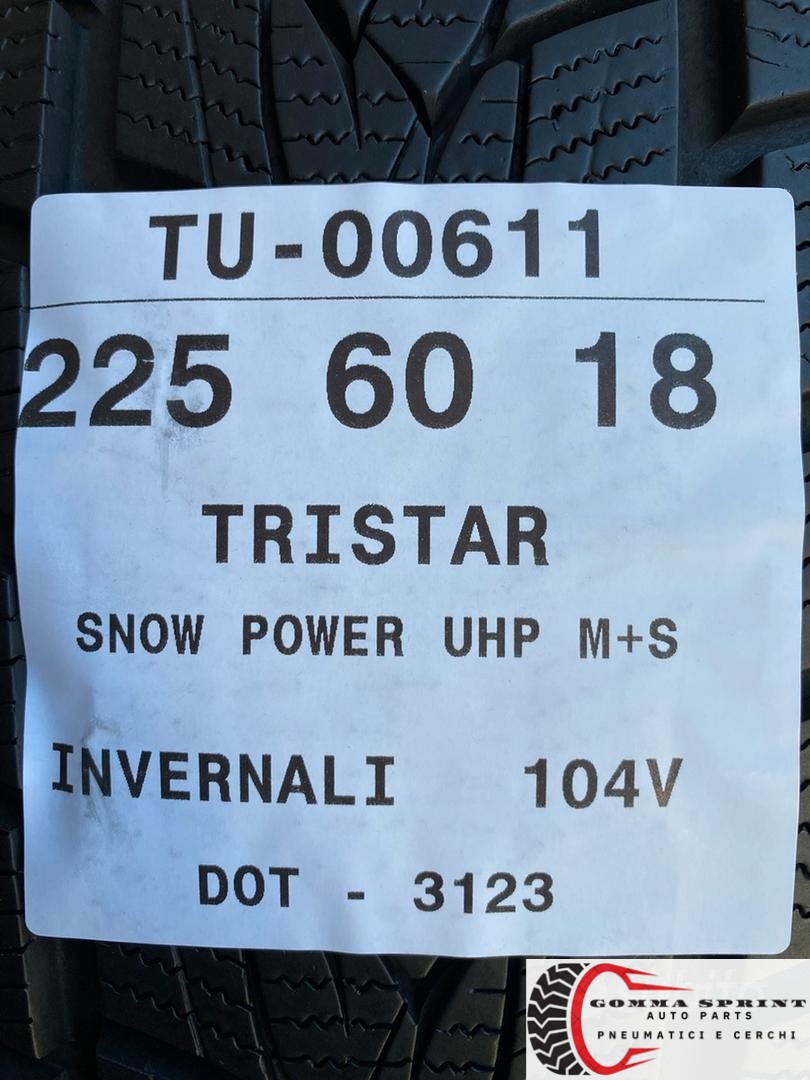 TU-00611
225 60 18
TRISTAR
SNOW POWER UHP M+S
INVERNALI 104V
DOT - 3123
GOMMA SPRINT
AUTO PARTS
PNEUMATICI E CERCHI